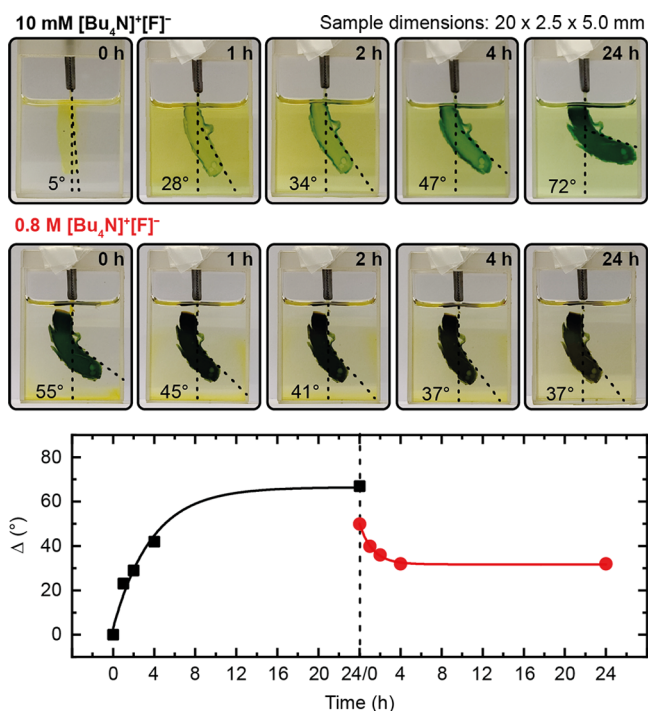 10 mM [Bu₄N]⁺[F]⁻ Sample dimensions: 20 x 2.5 x 5.0 mm
0 h 1 h 2 h 4 h 24 h
5° 28° 34° 47° 72°
0.8 M [Bu₄N]⁺[F]⁻
0 h 1 h 2 h 4 h 24 h
55° 45° 41° 37° 37°
80
60
40
20
0
Δ (°)
0 4 8 12 16 20 24/0 4 8 12 16 20 24
Time (h)